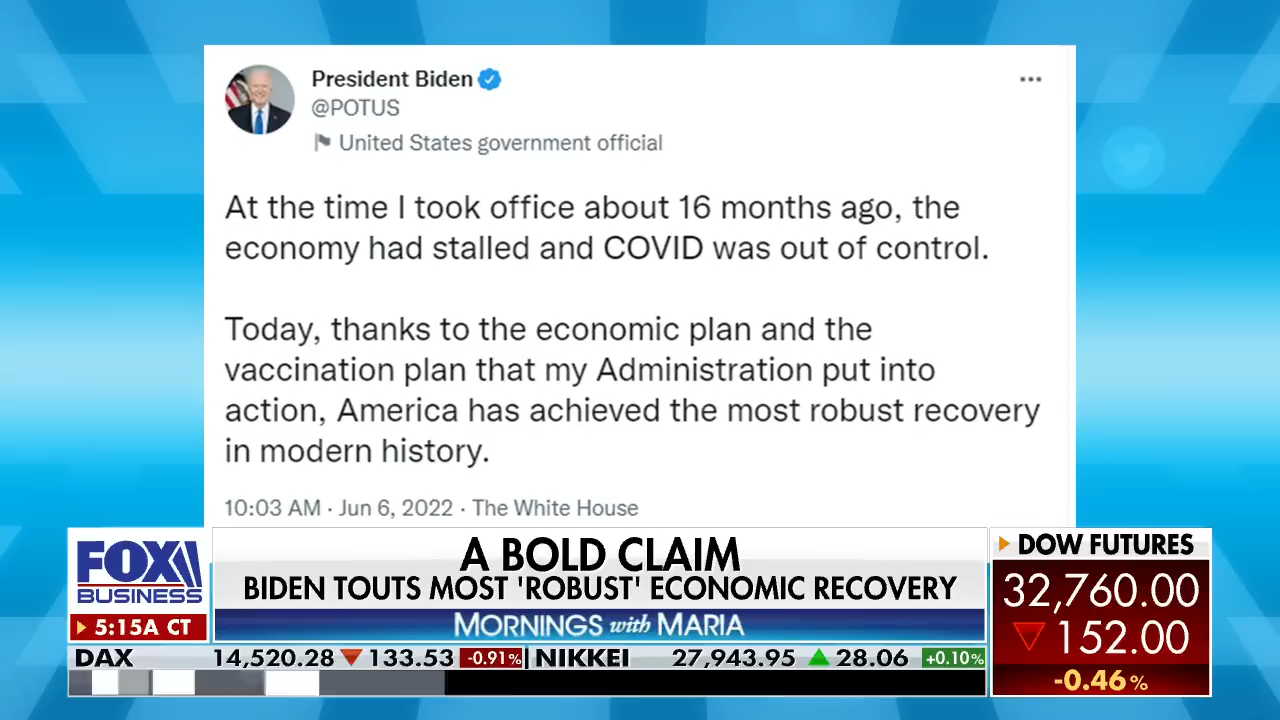 President Biden
@POTUS
United States government official
At the time I took office about 16 months ago, the
economy had stalled and COVID was out of control.
Today, thanks to the economic plan and the
vaccination plan that my Administration put into
action, America has achieved the most robust recovery
in modern history.
10:03 AM · Jun 6, 2022 · The White House
FOX
BUSINESS
5:15A CT
A BOLD CLAIM
BIDEN TOUTS MOST 'ROBUST' ECONOMIC RECOVERY
MORNINGS with MARIA
DOW FUTURES
32,760.00
152.00
-0.46%
DAX 14,520.28 133.53 -0.91% NIKKEI 27,943.95 28.06 +0.10%